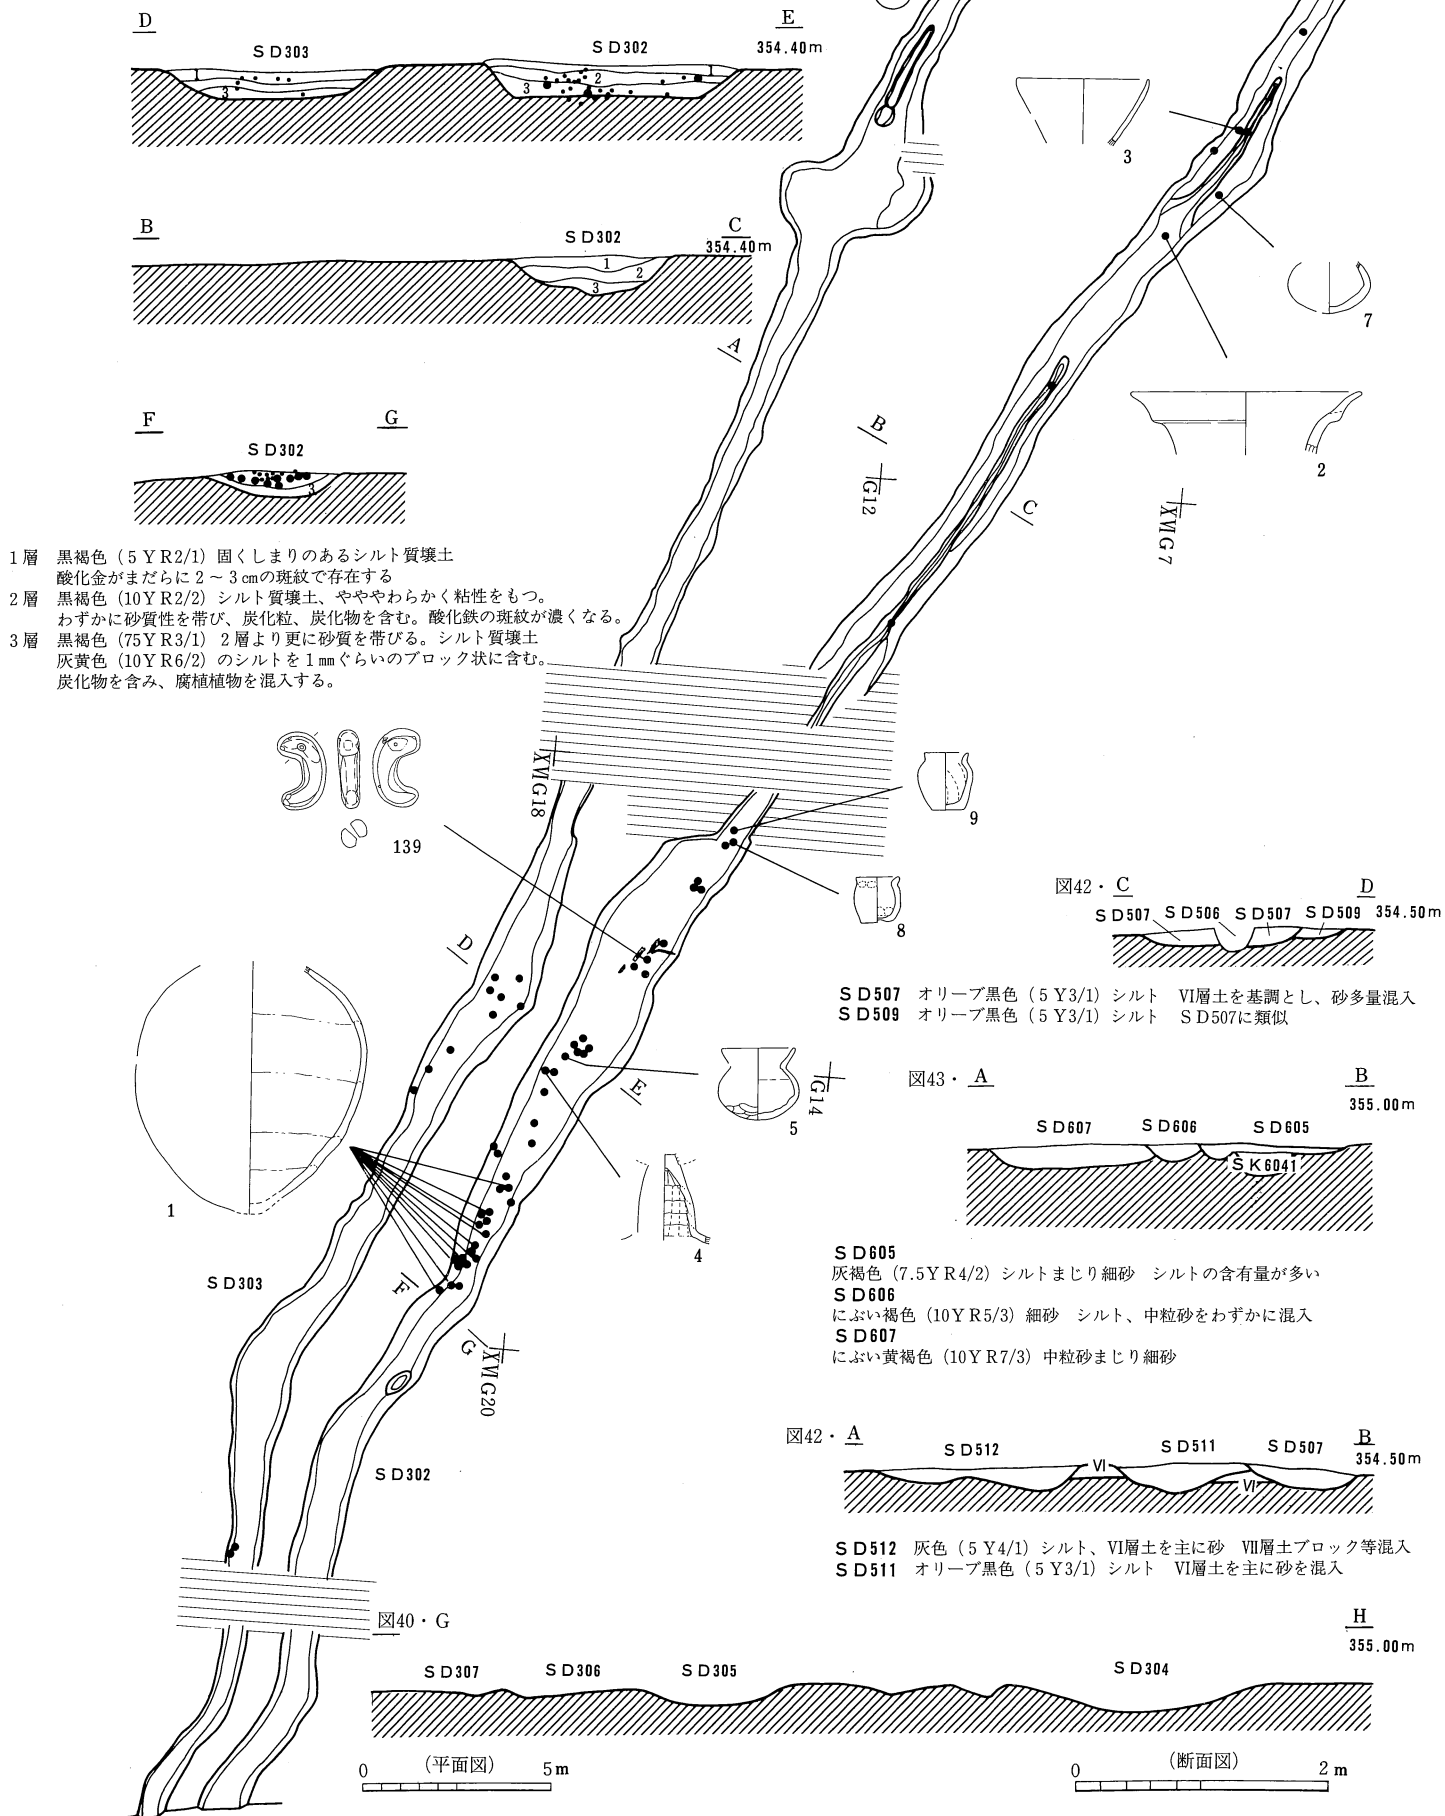 D
E
SD303
SD302
354.40m
1
2
3
3
1
B
C
SD302
354.40m
1
2
3
F
G
SD302
3
1層 黒褐色(5YR2/1)固くしまりのあるシルト質壌土
酸化金がまだらに2~3㎝の斑紋で存在する
2層 黒褐色(10YR2/2)シルト質壌土、やややわらかく粘性をもつ。
わずかに砂質性を帯び、炭化粒、炭化物を含む。酸化鉄の斑紋が濃くなる。
3層 黒褐色(75YR3/1)2層より更に砂質を帯びる。シルト質壌土
灰黄色(10YR6/2)のシルトを1㎜ぐらいのブロック状に含む。
炭化物を含み、腐植植物を混入する。
3
7
2
A
B
C
G12
ⅩⅥG7
ⅩⅥG18
139
9
8
D
E
1
5
G14
4
F
G
ⅩⅥG20
SD303
SD302
図42・C
D
SD507 SD506 SD507 SD509 354.50m
SD507 オリーブ黒色(5Y3/1)シルト Ⅵ層土を基調とし、砂多量混入
SD509 オリーブ黒色(5Y3/1)シルト SD507に類似
図43・A
B
355.00m
SD607 SD606 SD605
SK6041
SD605
灰褐色(7.5YR4/2)シルトまじり細砂 シルトの含有量が多い
SD606
にぶい褐色(10YR5/3)細砂 シルト、中粒砂をわずかに混入
SD607
にぶい黄褐色(10YR7/3)中粒砂まじり細砂
図42・A
B
SD512 SD511 SD507
354.50m
Ⅵ
Ⅵ
SD512 灰色(5Y4/1)シルト、Ⅵ層土を主に砂 Ⅶ層土ブロック等混入
SD511 オリーブ黒色(5Y3/1)シルト Ⅵ層土を主に砂を混入
図40・G
H
355.00m
SD307 SD306 SD305 SD304
0 (平面図) 5m
0 (断面図) 2m